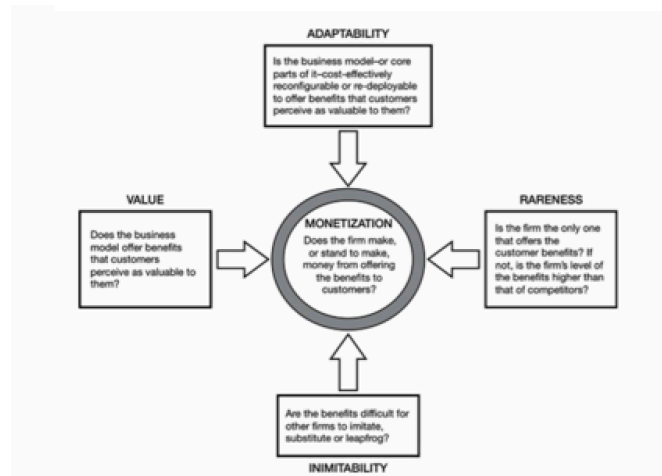 ADAPTABILITY
Is the business model–or core
parts of it–cost-effectively
reconfigurable or re-deployable
to offer benefits that customers
perceive as valuable to them?
VALUE
Does the business
model offer benefits
that customers
perceive as valuable to
them?
MONETIZATION
Does the firm make,
or stand to make,
money from offering
the benefits to
customers?
RARENESS
Is the firm the only one
that offers the
customer benefits? If
not, is the firm's level of
the benefits higher than
that of competitors?
Are the benefits difficult for
other firms to imitate,
substitute or leapfrog?
INIMITABILITY